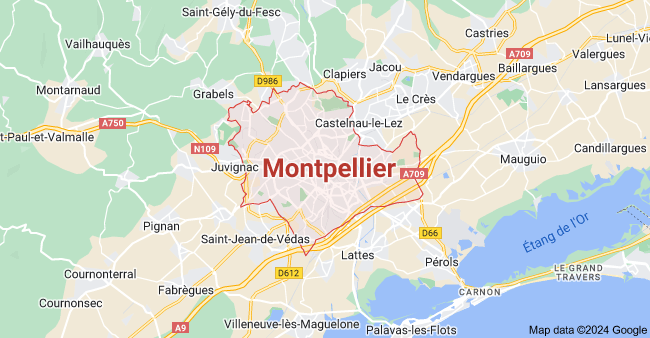 Saint-Gély-du-Fesc
Castries
Lunel-Vi
Vailhauquès
A709
Valergues
Jacou
Baillargues
Clapiers
Vendargues
D986
Montarnaud
Grabels
Le Crès
Lansargues
A750
Castelnau-le-Lez
St-Paul-et-Valmalle
N109
Candillargues
Juvignac
Montpellier
A709
Mauguio
Pignan
D66
Étang de l'Or
Saint-Jean-de-Védas
Lattes
Pérols
Cournonterral
D612
LE GRAND
TRAVERS
Fabrègues
CARNON
Cournonsec
A9
Villeneuve-lès-Maguelone
Palavas-les-Flots
Map data ©2024 Google